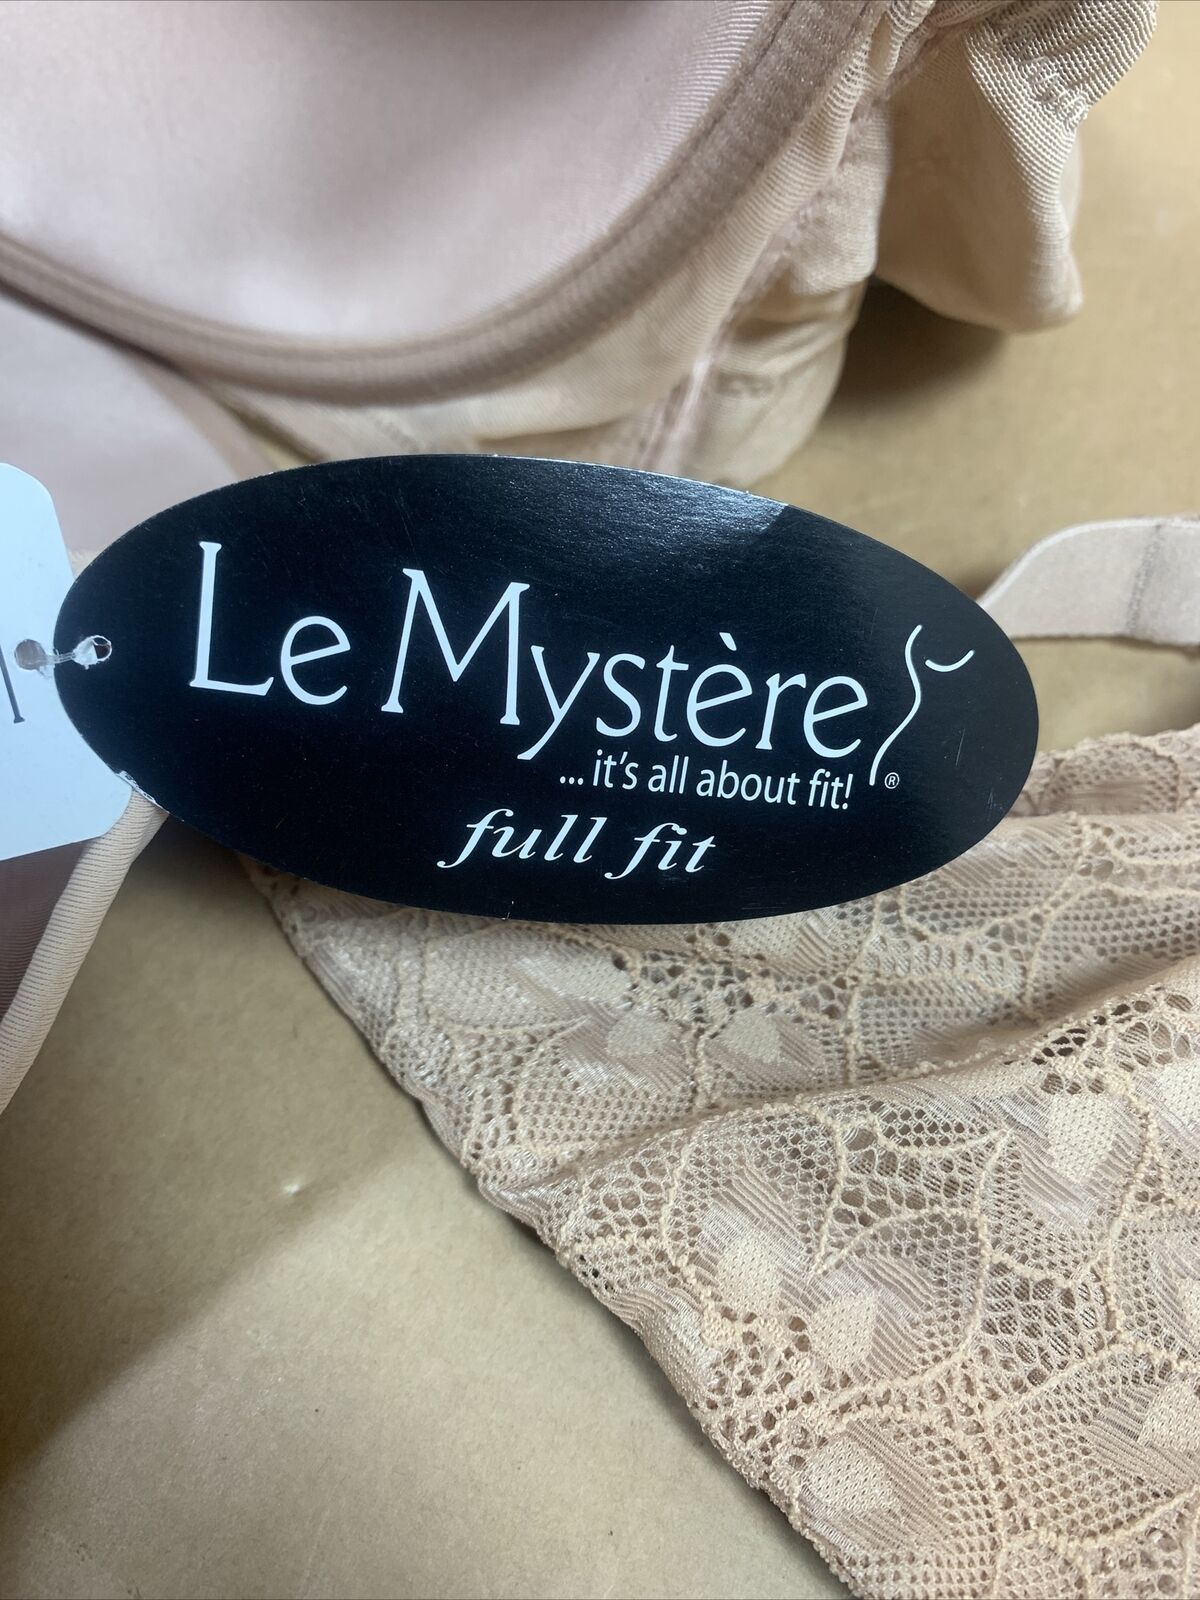 Le Mystère
... it's all about fit! ®
full fit